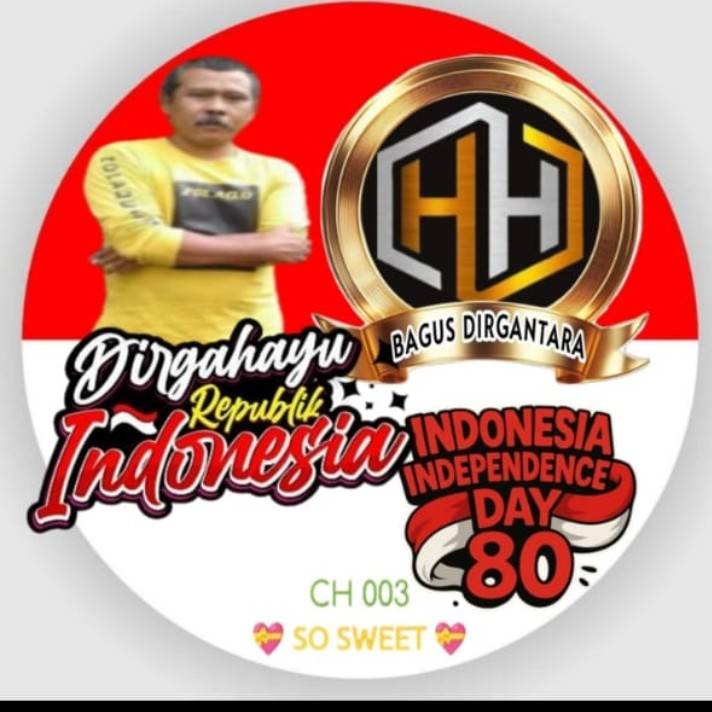 HH
BAGUS DIRGANTARA
Dirgahayu
Republik
Indonesia
INDONESIA
INDEPENDENCE
DAY
80
CH 003
💝 SO SWEET 💝